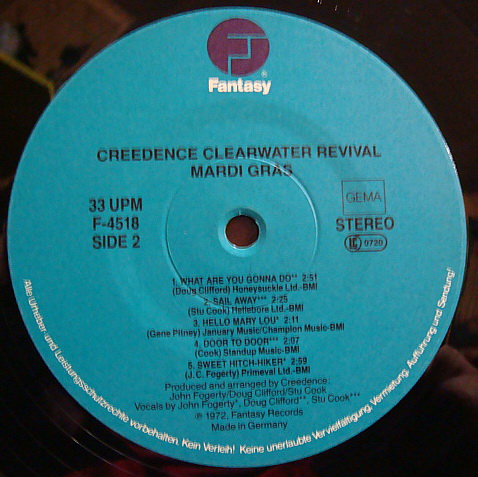 Fantasy
CREEDENCE CLEARWATER REVIVAL
MARDI GRAS
33 UPM
F-4518
SIDE 2
GEMA
STEREO
LC 0720
1. WHAT ARE YOU GONNA DO** 2:51
(Doug Clifford) Honeysuckle Ltd.-BMI
2. SAIL AWAY*** 2:25
(Stu Cook) Hellebore Ltd.-BMI
3. HELLO MARY LOU* 2:11
(Gene Pitney) January Music/Champion Music-BMI
4. DOOR TO DOOR*** 2:07
(Cook) Standup Music-BMI
5. SWEET HITCH-HIKER* 2:59
(J.C. Fogerty) Primeval Ltd.-BMI
Produced and arranged by Creedence:
John Fogerty/Doug Clifford/Stu Cook
Vocals by John Fogerty*, Doug Clifford**, Stu Cook***
℗ 1972, Fantasy Records
Made in Germany
Alle Urheber- und Leistungsschutzrechte vorbehalten. Kein Verleih! Keine unerlaubte Vervielfältigung, Vermietung, Aufführung und Sendung!